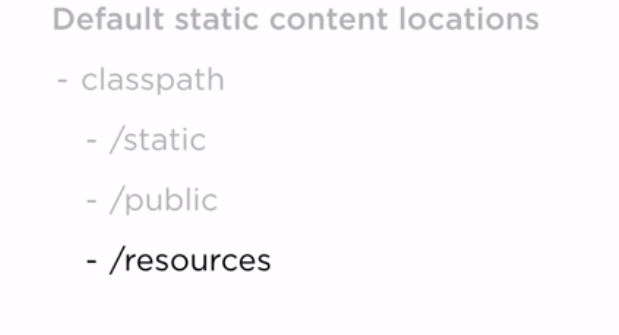 Default static content locations
- classpath
- /static
- /public
- /resources